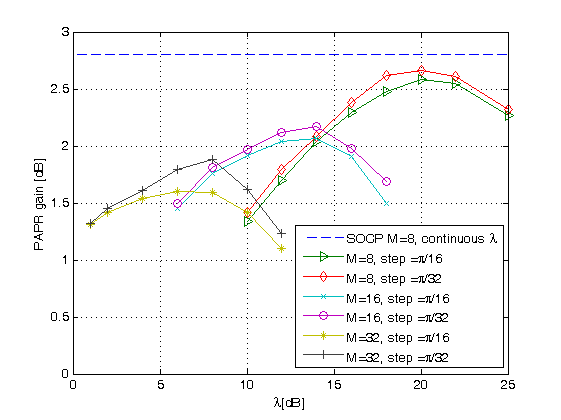 3
2.5
2
1.5
1
0.5
0
0
5
10
15
20
25
PAPR gain [dB]
λ[dB]
SOCP M=8, continuous λ
M=8, step =π/16
M=8, step =π/32
M=16, step =π/16
M=16, step =π/32
M=32, step =π/16
M=32, step =π/32